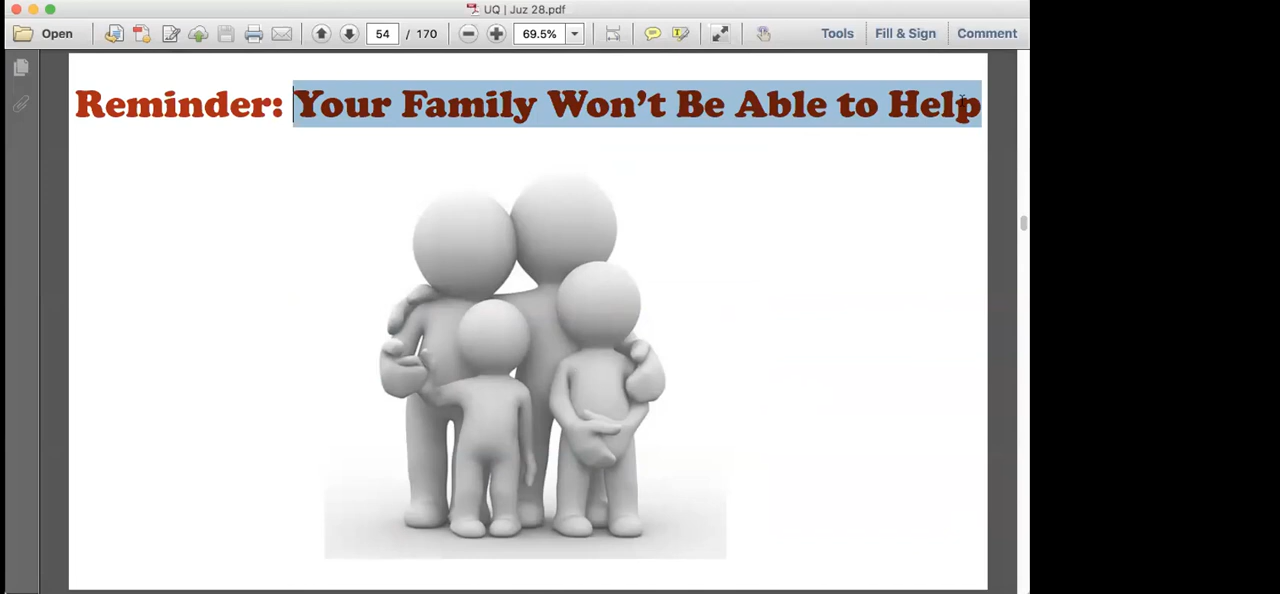 UQ | Juz 28.pdf
Open 54 / 170 69.5% Tools Fill & Sign Comment
Reminder: Your Family Won’t Be Able to Help